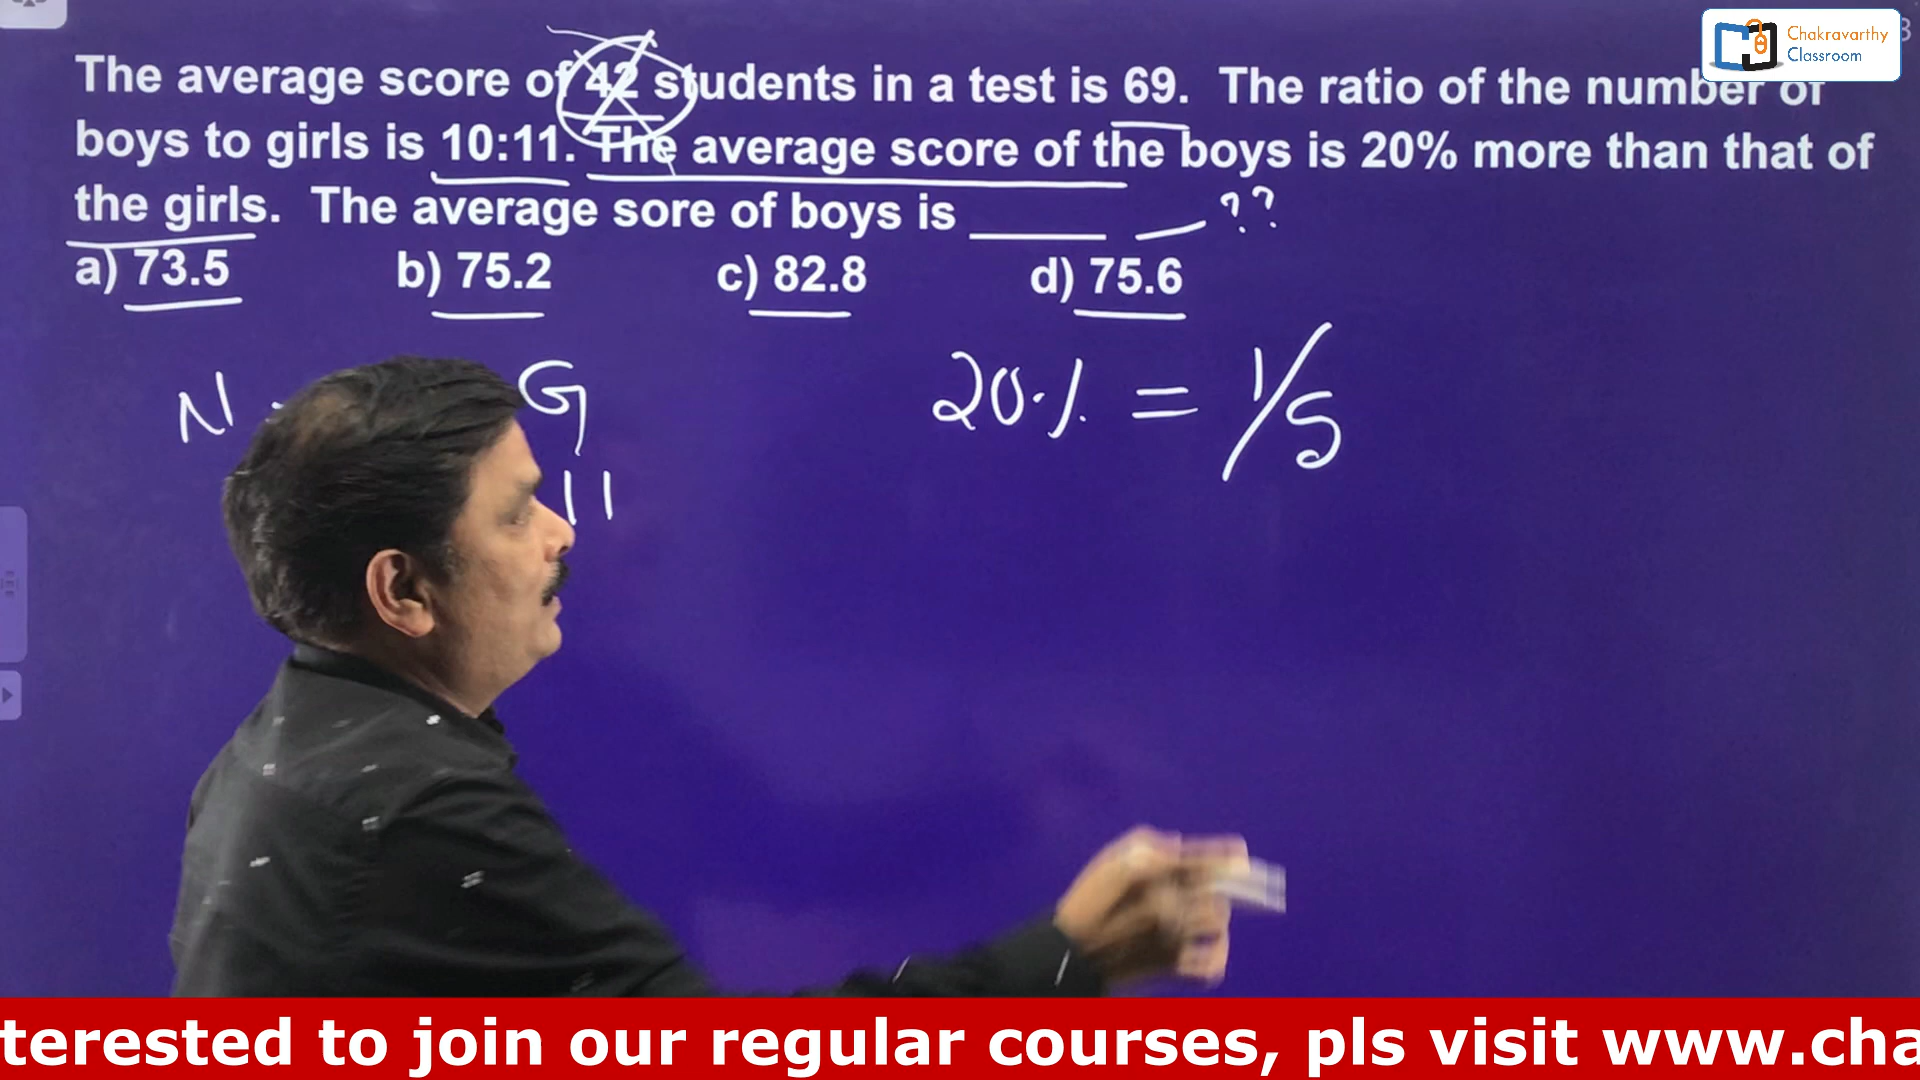 Chakravarthy
Classroom
The average score of 42 students in a test is 69. The ratio of the number of
boys to girls is 10:11. The average score of the boys is 20% more than that of
the girls. The average sore of boys is _____ ??
a) 73.5 b) 75.2 c) 82.8 d) 75.6
N G
20% = 1/5
11
terested to join our regular courses, pls visit www.cha